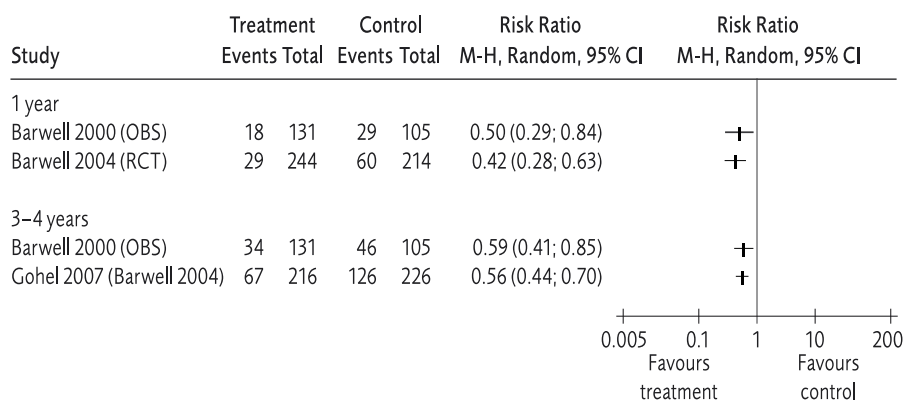 Treatment Control Risk Ratio Risk Ratio
Study Events Total Events Total M-H, Random, 95% CI M-H, Random, 95% CI
1 year
Barwell 2000 (OBS) 18 131 29 105 0.50 (0.29; 0.84)
Barwell 2004 (RCT) 29 244 60 214 0.42 (0.28; 0.63)
3–4 years
Barwell 2000 (OBS) 34 131 46 105 0.59 (0.41; 0.85)
Gohel 2007 (Barwell 2004) 67 216 126 226 0.56 (0.44; 0.70)
0.005 0.1 1 10 200
Favours Favours
treatment control